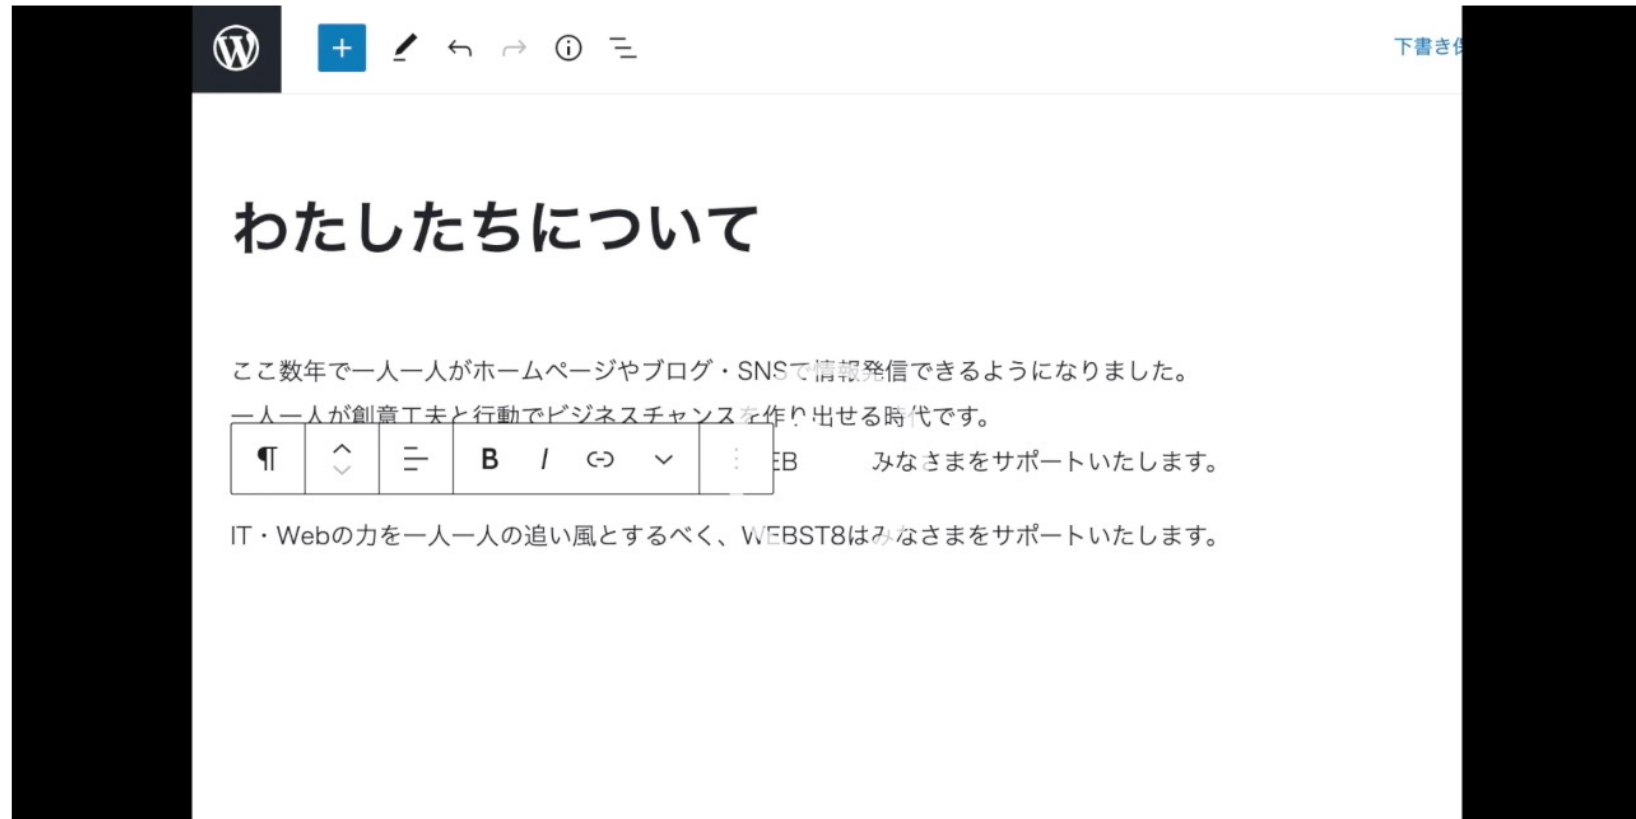 下書き
わたしたちについて
ここ数年で一人一人がホームページやブログ・SNSで情報発信できるようになりました。
一人一人が創意工夫と行動でビジネスチャンスを作り出せる時代です。
B I
EB みなさまをサポートいたします。
IT・Webの力を一人一人の追い風とするべく、WEBST8はみなさまをサポートいたします。